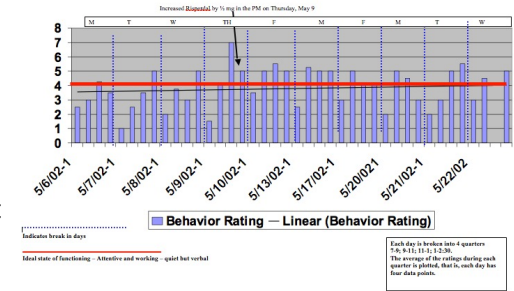 Increased Risperdal by ½ mg in the PM on Thursday, May 9
M T W TH F M F M T W
8
7
6
5
4
3
2
1
0
5/6/02-1 5/7/02-1 5/8/02-1 5/9/02-1 5/10/02-1 5/13/02-1 5/17/02-1 5/20/021 5/21/02-1 5/22/02
Behavior Rating — Linear (Behavior Rating)
Indicates break in days
Ideal state of functioning – Attentive and working – quiet but verbal
Each day is broken into 4 quarters
7-9; 9-11; 11-1; 1-2:30.
The average of the ratings during each
quarter is plotted, that is, each day has
four data points.